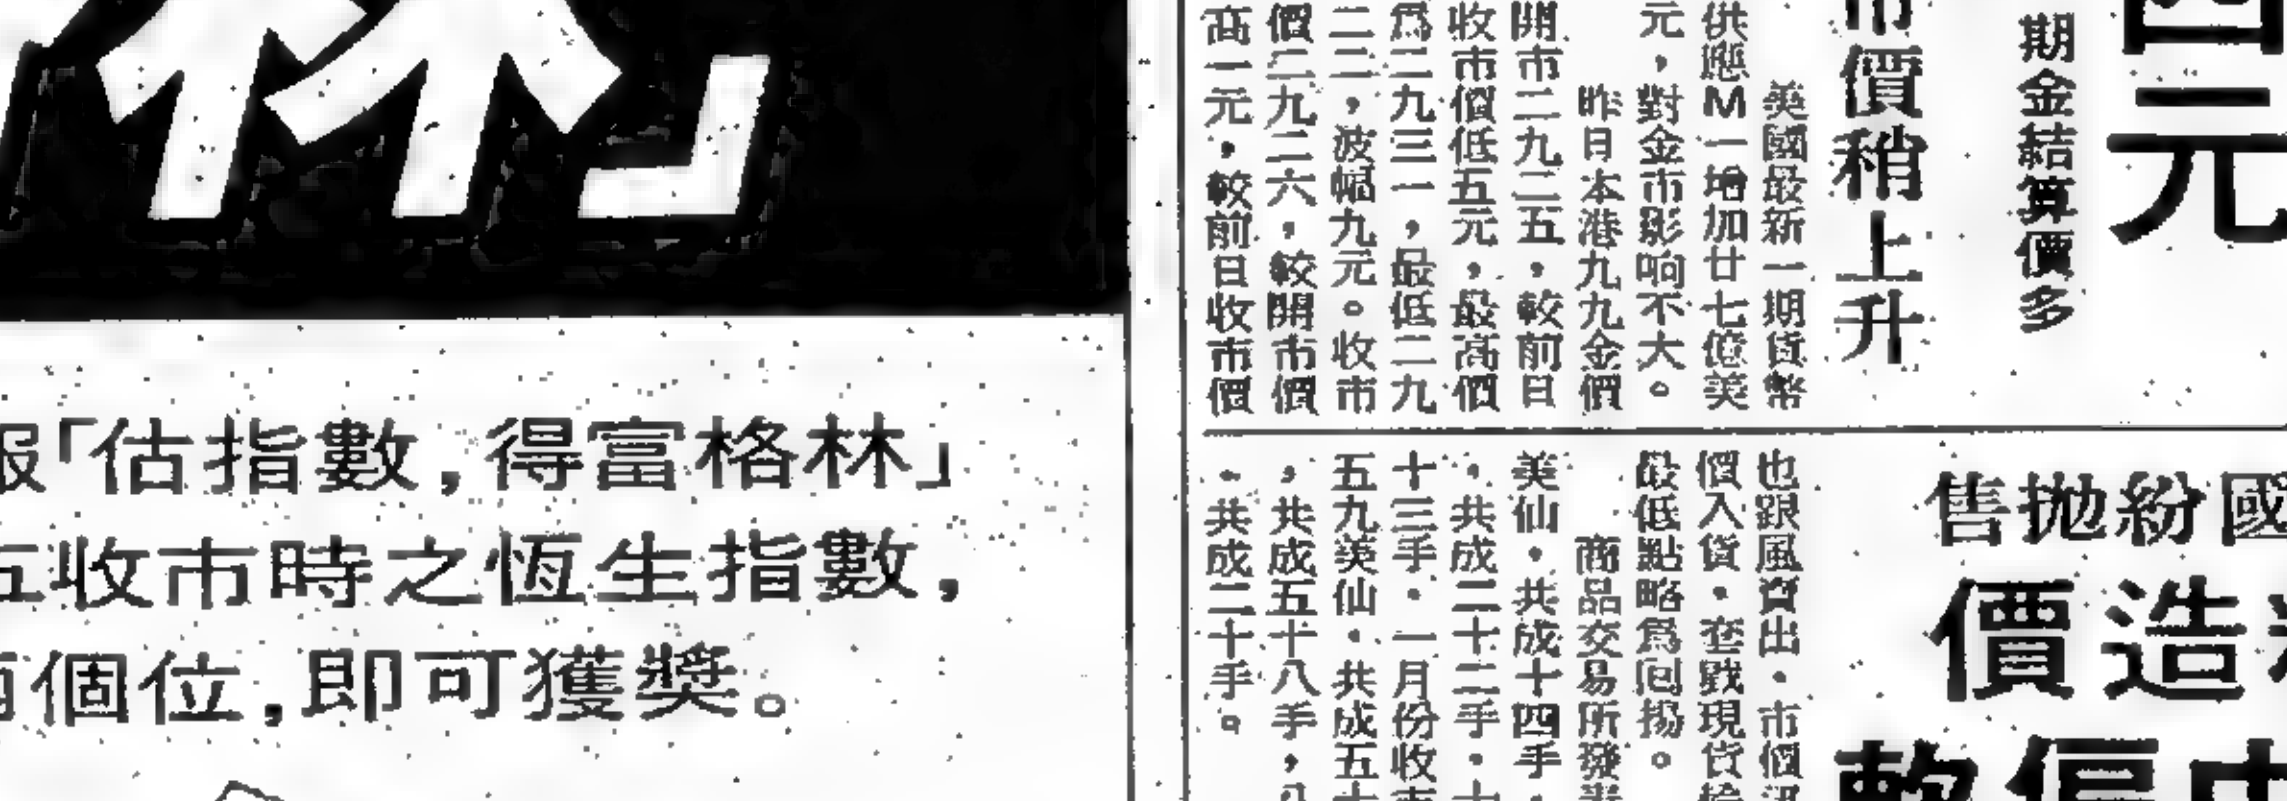 林」
報「估指數,得富格林」
五收市時之恆生指數,
兩個位,即可獲獎。
四元
期金結算價多
市價稍上升
美國最新一期貨幣
供應M一增加廿七億美
元,對金市影响不大。
昨日本港九九金價
開市二九二五,較前日
收市價低五元,最高價
爲二九三一,最低二九
二二,波幅九元。收市
價二九二六,較開市價
高一元,較前日收市價
國紛拋售
造價
中偏軟
也跟風賣出.市價
價入貨.套戥現貨
最低點略爲回揚。
商品交易所發
美仙.共成十四手.
.共成二十二手.十
十三手.一月份收市
五九美仙.共成五十
,共成五十八手,八
.共成二十手。